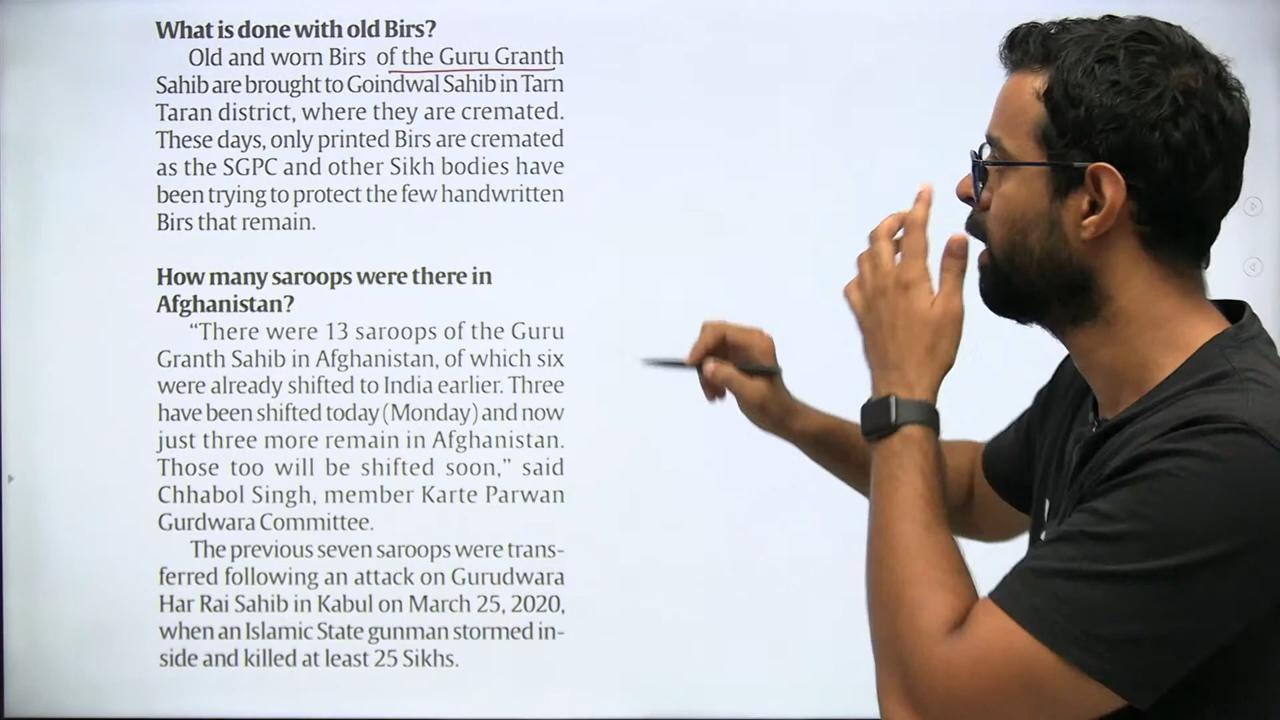 What is done with old Birs?
Old and worn Birs of the Guru Granth
Sahib are brought to Goindwal Sahib in Tarn
Taran district, where they are cremated.
These days, only printed Birs are cremated
as the SGPC and other Sikh bodies have
been trying to protect the few handwritten
Birs that remain.
How many saroops were there in
Afghanistan?
“There were 13 saroops of the Guru
Granth Sahib in Afghanistan, of which six
were already shifted to India earlier. Three
have been shifted today (Monday) and now
just three more remain in Afghanistan.
Those too will be shifted soon,” said
Chhabol Singh, member Karte Parwan
Gurdwara Committee.
The previous seven saroops were trans-
ferred following an attack on Gurudwara
Har Rai Sahib in Kabul on March 25, 2020,
when an Islamic State gunman stormed in-
side and killed at least 25 Sikhs.